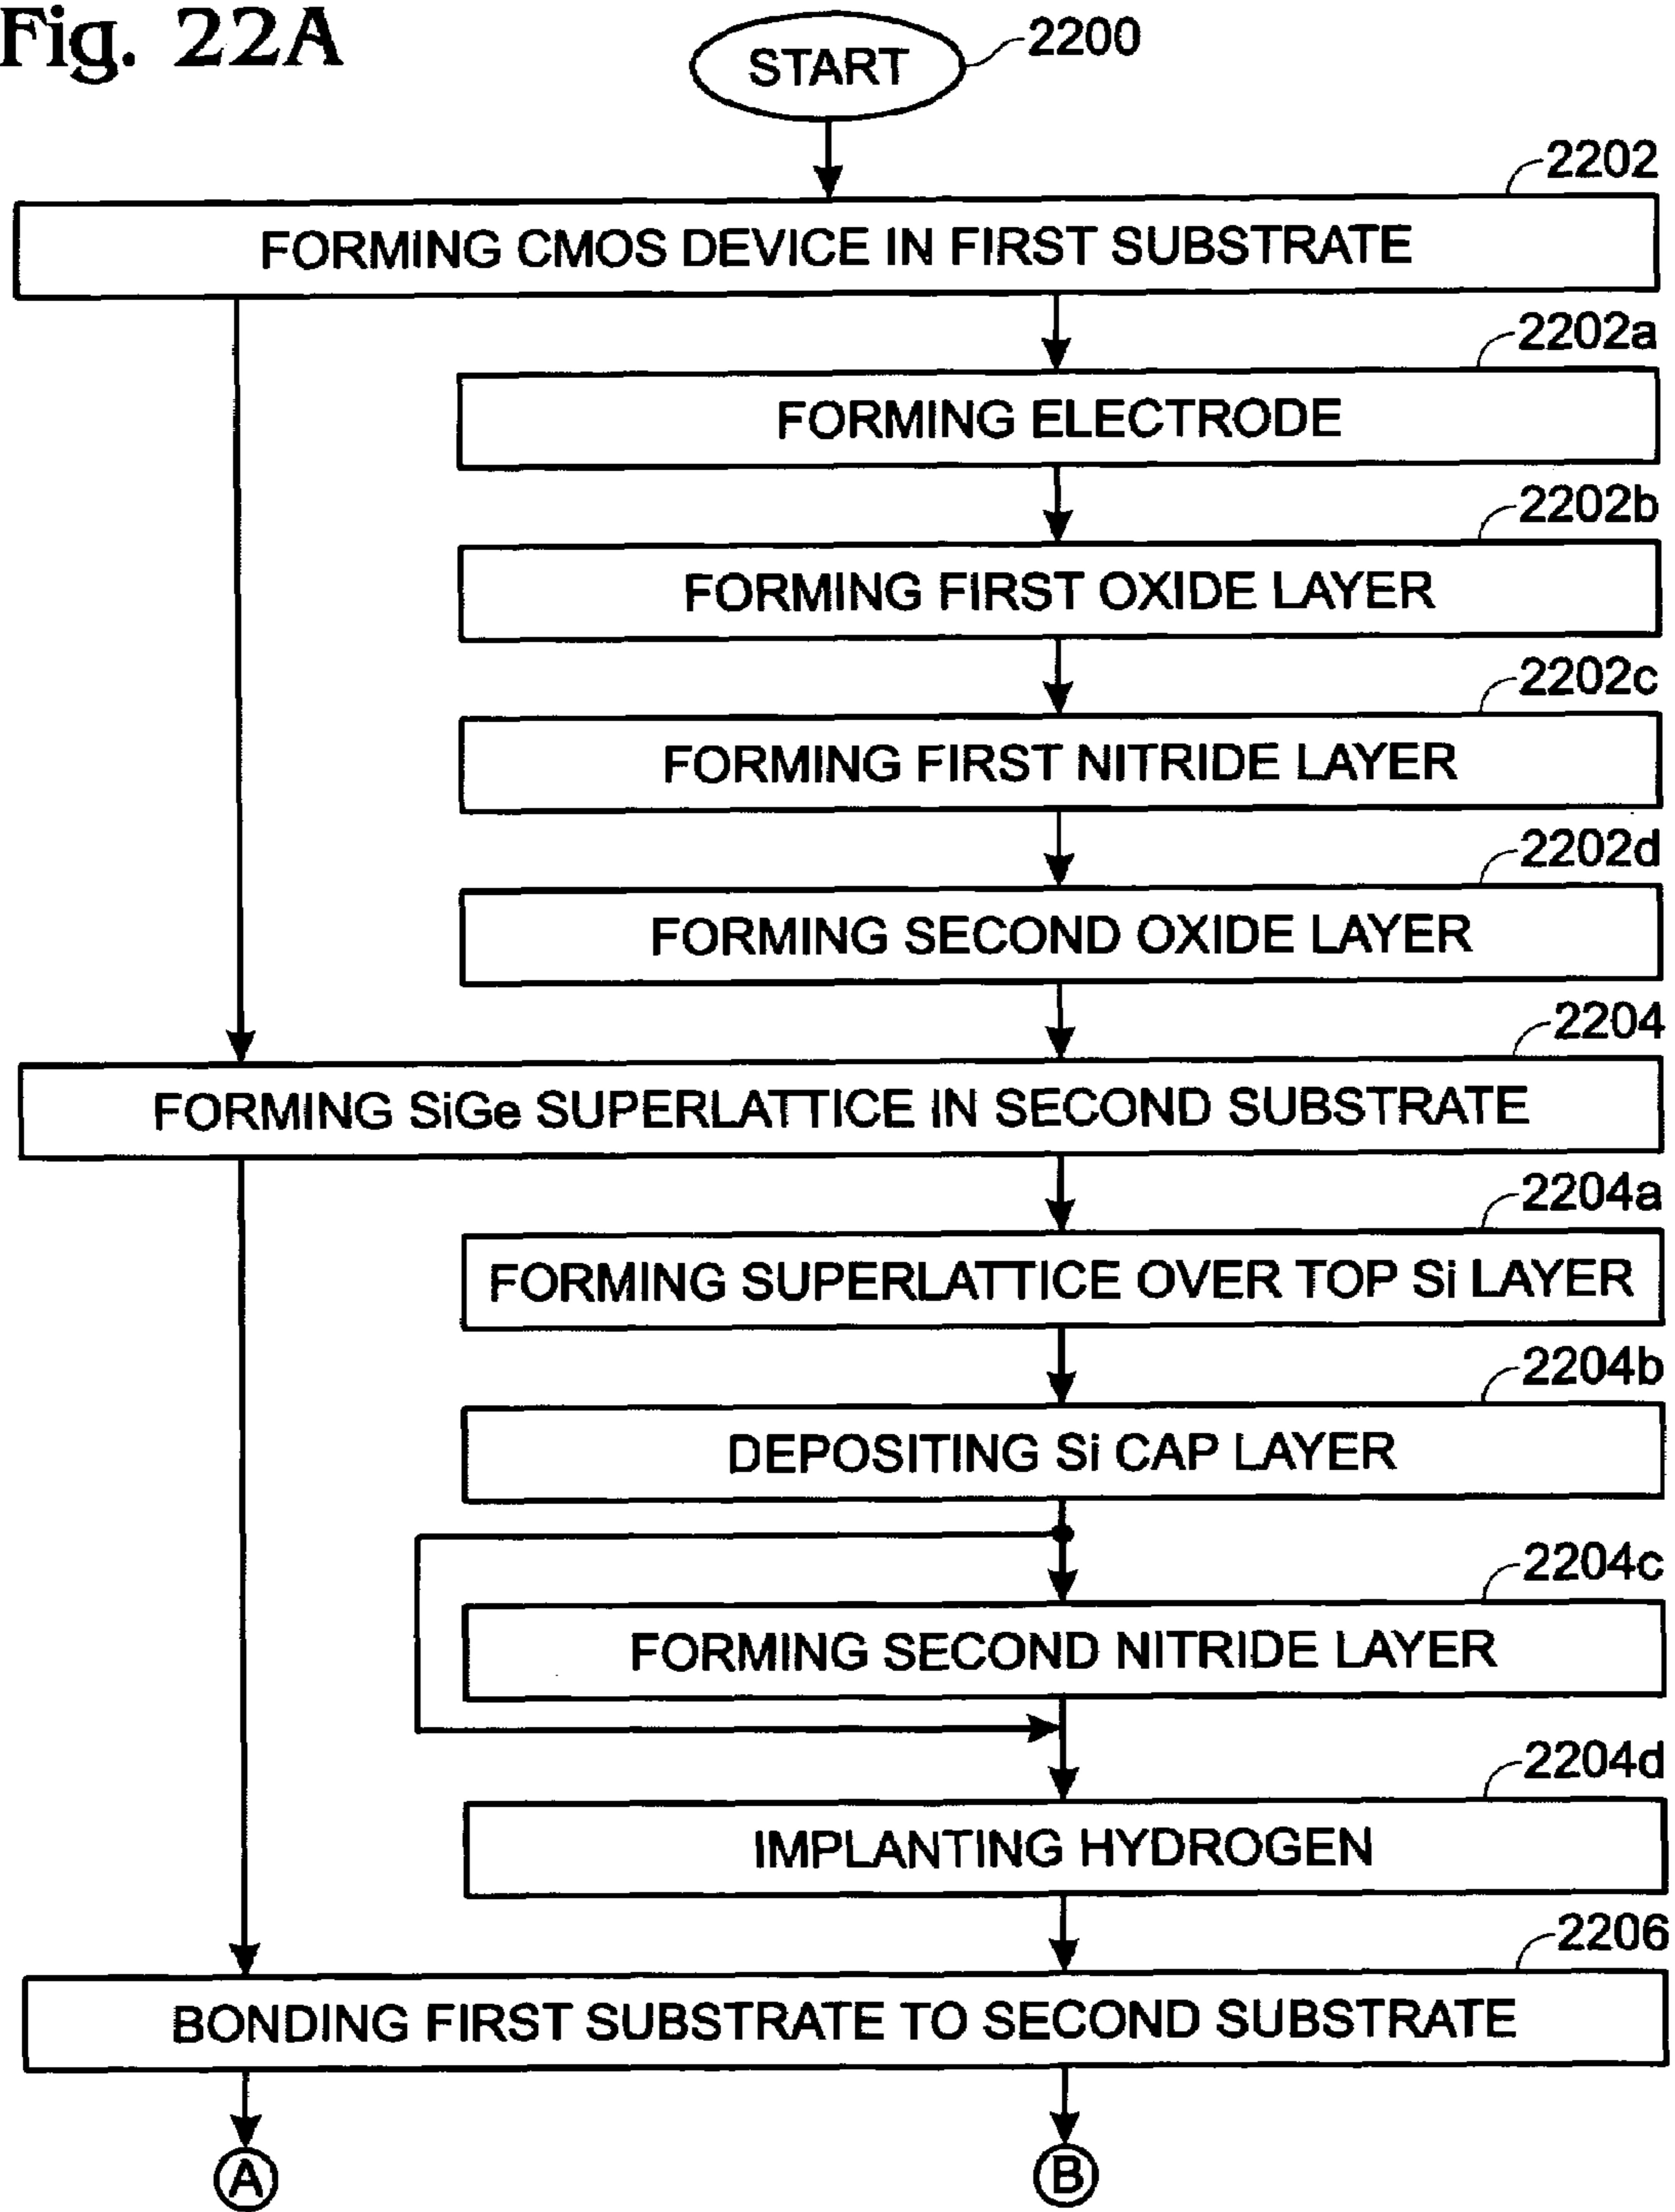 Fig. 22A
START
2200
2202
FORMING CMOS DEVICE IN FIRST SUBSTRATE
2202a
FORMING ELECTRODE
2202b
FORMING FIRST OXIDE LAYER
2202c
FORMING FIRST NITRIDE LAYER
2202d
FORMING SECOND OXIDE LAYER
2204
FORMING SiGe SUPERLATTICE IN SECOND SUBSTRATE
2204a
FORMING SUPERLATTICE OVER TOP Si LAYER
2204b
DEPOSITING Si CAP LAYER
2204c
FORMING SECOND NITRIDE LAYER
2204d
IMPLANTING HYDROGEN
2206
BONDING FIRST SUBSTRATE TO SECOND SUBSTRATE
A
B